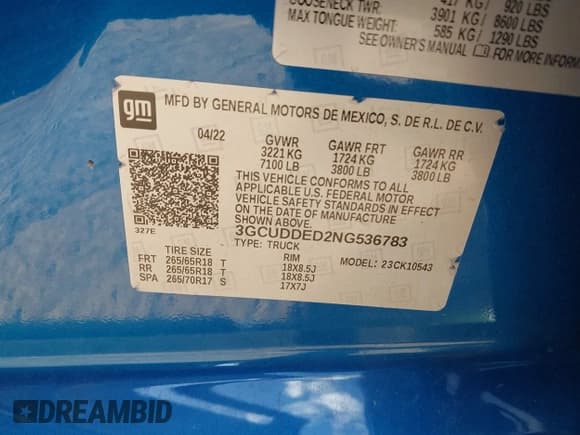 GOOSENECK TWR: 417 KG/ 920 LBS
3901 KG/ 8600 LBS
MAX TONGUE WEIGHT: 585 KG/ 1290 LBS
SEE OWNER'S MANUAL FOR MORE INFORMATION
gm
MFD BY GENERAL MOTORS DE MEXICO, S. DE R.L. DE C.V.
04/22 GVWR GAWR FRT GAWR RR
3221 KG 1724 KG 1724 KG
7100 LB 3800 LB 3800 LB
THIS VEHICLE CONFORMS TO ALL
APPLICABLE U.S. FEDERAL MOTOR
VEHICLE SAFETY STANDARDS IN EFFECT
ON THE DATE OF MANUFACTURE
SHOWN ABOVE.
3GCUDDED2NG536783
327E
TYPE: TRUCK MODEL: 23CK10543
TIRE SIZE RIM
FRT 265/65R18 T 18X8.5J
RR 265/65R18 T 18X8.5J
SPA 265/70R17 S 17X7J
DREAMBID